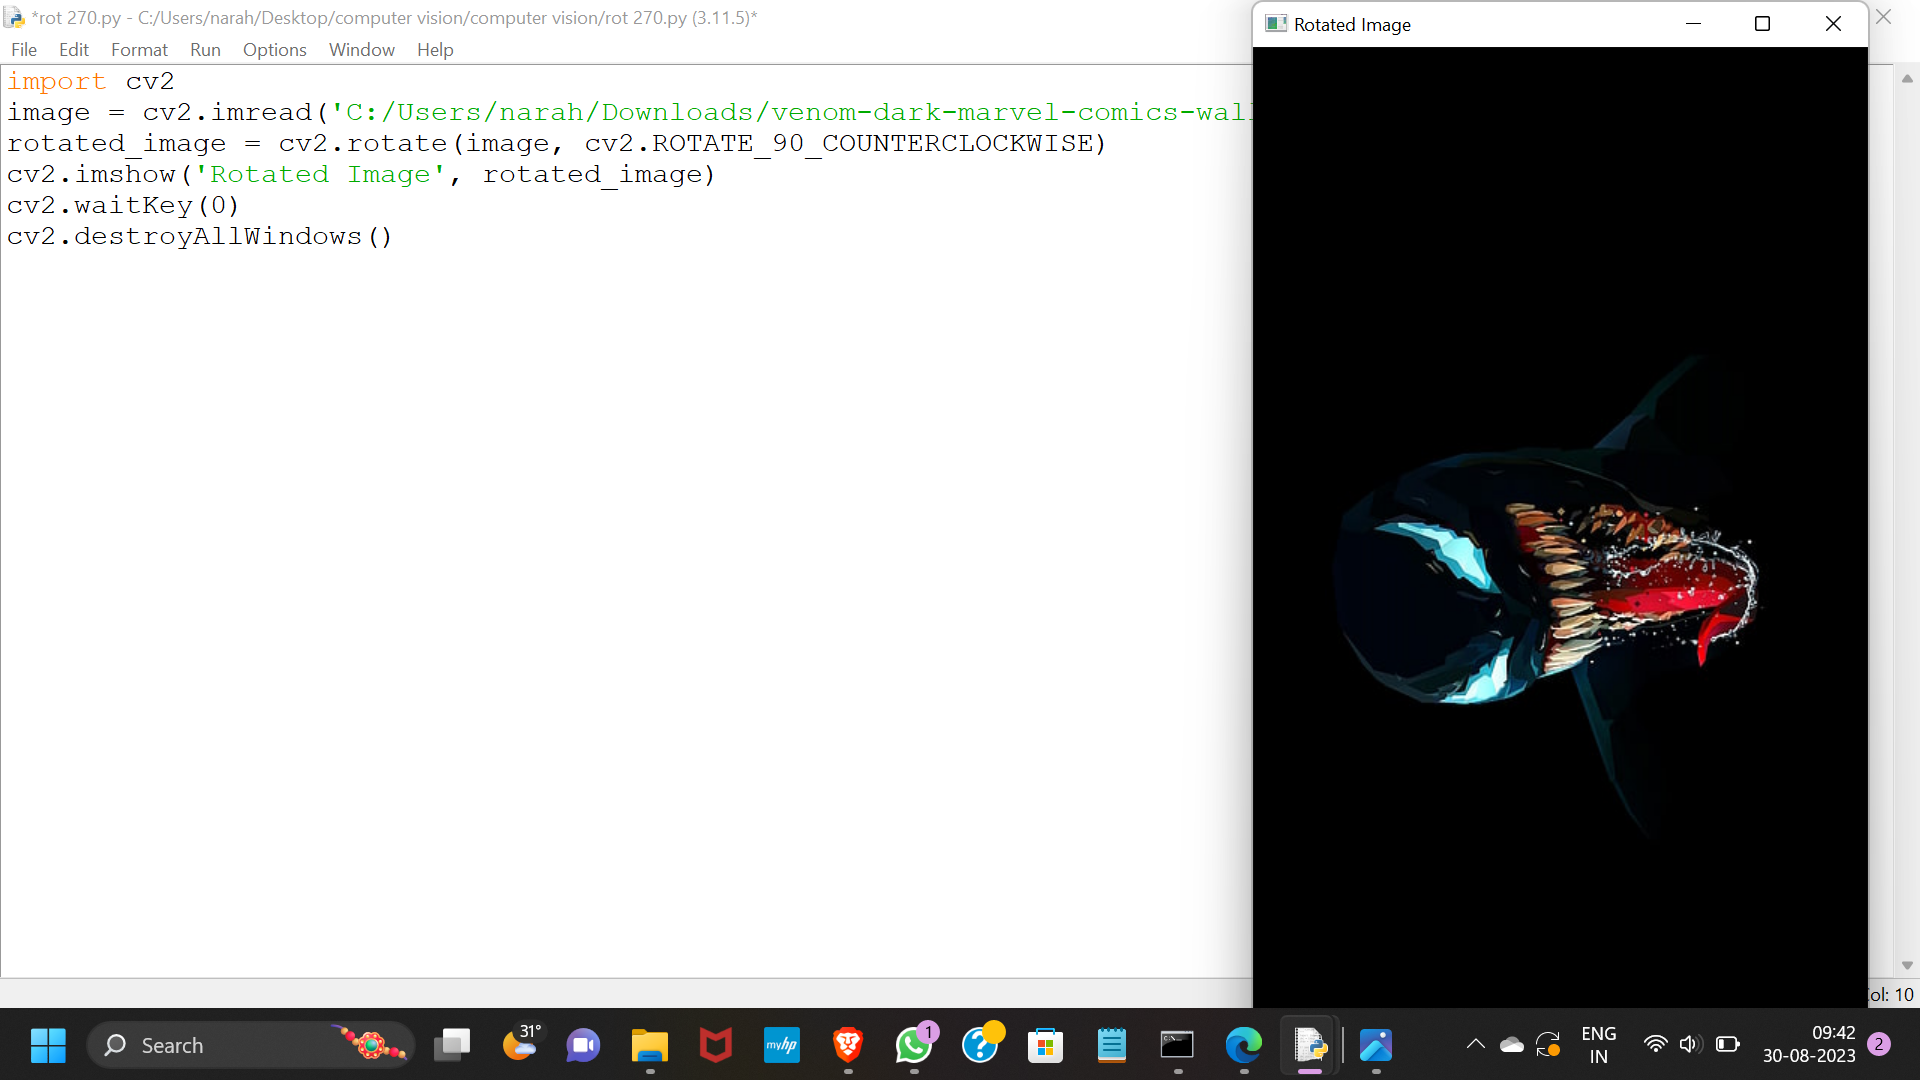 *rot 270.py - C:/Users/narah/Desktop/computer vision/computer vision/rot 270.py (3.11.5)*
File Edit Format Run Options Window Help
import cv2
image = cv2.imread('C:/Users/narah/Downloads/venom-dark-marvel-comics-wal
rotated_image = cv2.rotate(image, cv2.ROTATE_90_COUNTERCLOCKWISE)
cv2.imshow('Rotated Image', rotated_image)
cv2.waitKey(0)
cv2.destroyAllWindows()
Rotated Image
ol: 10
Search
31°
myhp
1
ENG
IN
09:42
30-08-2023
2